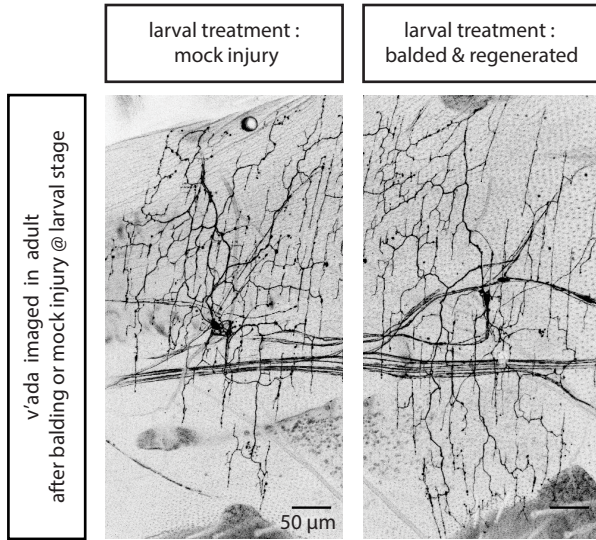 larval treatment :
mock injury
larval treatment :
balded & regenerated
v'ada imaged in adult
after balding or mock injury @ larval stage
50 µm